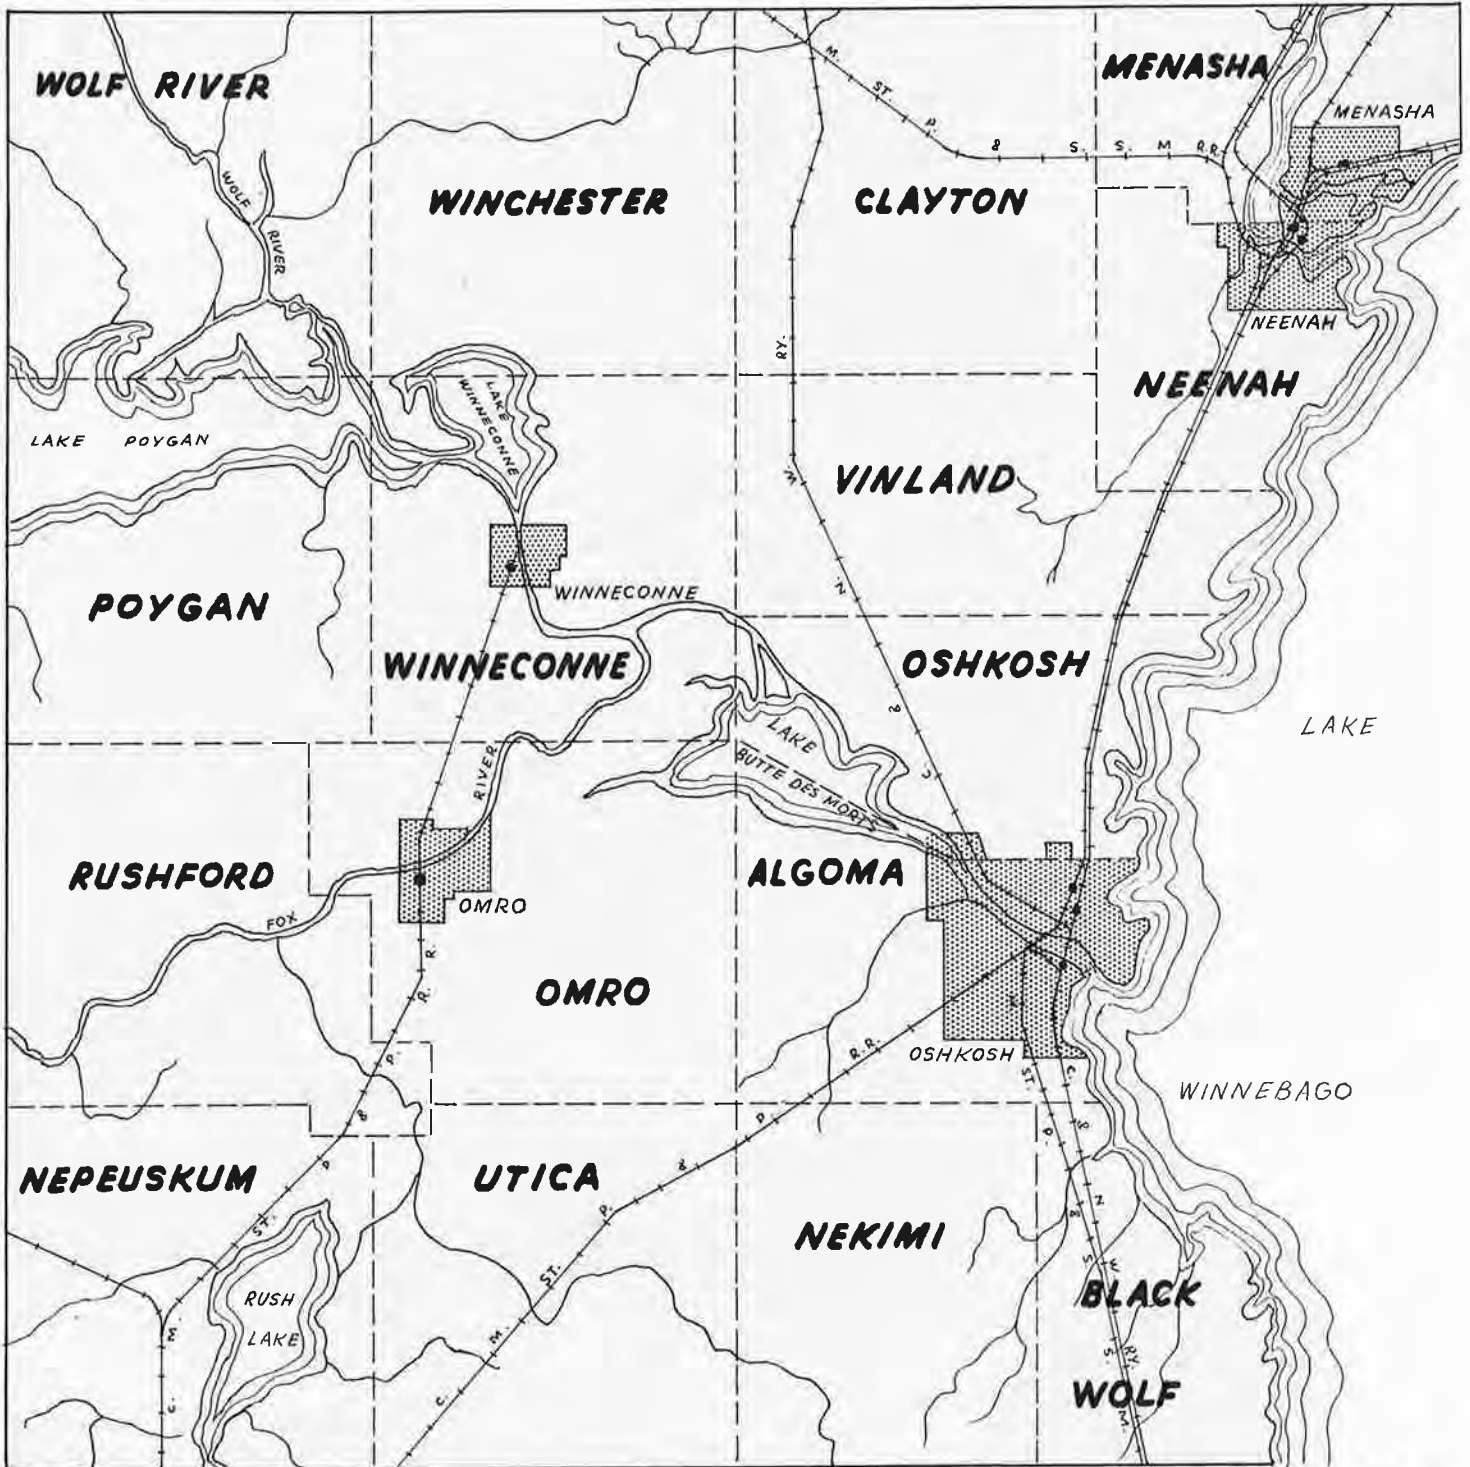 WOLF RIVER
MENASHA
MENASHA
M. ST. P. & S. S. M R.R.
WOLF
RIVER
WINCHESTER
CLAYTON
NEENAH
NEENAH
RY.
LAKE
WINNECONNE
LAKE POYGAN
VINLAND
W.
N.
&
C
POYGAN
WINNECONNE
WINNECONNE
OSHKOSH
LAKE
LAKE
BUTTE DES MORTS
RIVER
RUSHFORD
ALGOMA
OMRO
FOX
R.
R.
P.
&
P
ST.
M.
C.
OMRO
R.R.
P
&
P.
ST.
M.
C.
OSHKOSH
WINNEBAGO
ST.
P.
&
S
S.
M.
C.
&
N
W
RY.
NEPEUSKUM
UTICA
NEKIMI
BLACK
WOLF
RUSH
LAKE